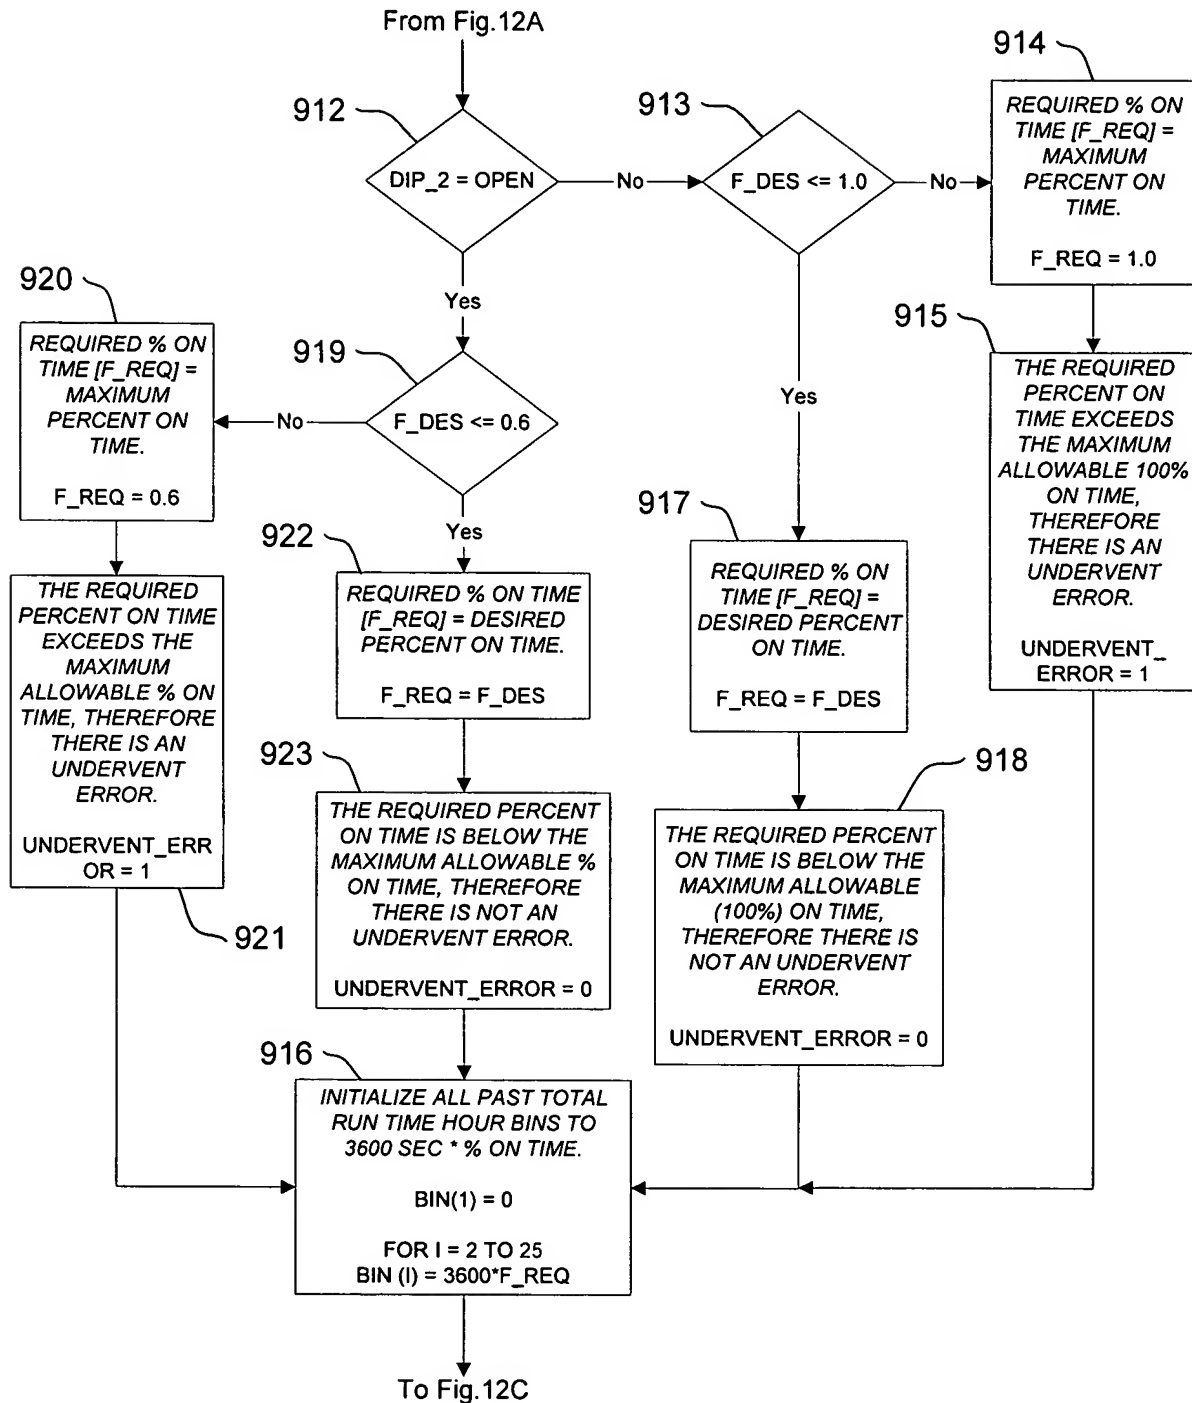 From Fig.12A
912
DIP_2 = OPEN
No
913
F_DES <= 1.0
No
914
REQUIRED % ON
TIME [F_REQ] =
MAXIMUM
PERCENT ON
TIME.
F_REQ = 1.0
915
THE REQUIRED
PERCENT ON
TIME EXCEEDS
THE MAXIMUM
ALLOWABLE 100%
ON TIME,
THEREFORE
THERE IS AN
UNDERVENT
ERROR.
UNDERVENT_
ERROR = 1
Yes
919
F_DES <= 0.6
No
920
REQUIRED % ON
TIME [F_REQ] =
MAXIMUM
PERCENT ON
TIME.
F_REQ = 0.6
THE REQUIRED
PERCENT ON TIME
EXCEEDS THE
MAXIMUM
ALLOWABLE % ON
TIME, THEREFORE
THERE IS AN
UNDERVENT
ERROR.
UNDERVENT_ERR
OR = 1
921
Yes
922
REQUIRED % ON TIME
[F_REQ] = DESIRED
PERCENT ON TIME.
F_REQ = F_DES
923
THE REQUIRED PERCENT
ON TIME IS BELOW THE
MAXIMUM ALLOWABLE %
ON TIME, THEREFORE
THERE IS NOT AN
UNDERVENT ERROR.
UNDERVENT_ERROR = 0
Yes
917
REQUIRED % ON
TIME [F_REQ] =
DESIRED PERCENT
ON TIME.
F_REQ = F_DES
918
THE REQUIRED PERCENT
ON TIME IS BELOW THE
MAXIMUM ALLOWABLE
(100%) ON TIME,
THEREFORE THERE IS
NOT AN UNDERVENT
ERROR.
UNDERVENT_ERROR = 0
916
INITIALIZE ALL PAST TOTAL
RUN TIME HOUR BINS TO
3600 SEC * % ON TIME.
BIN(1) = 0
FOR I = 2 TO 25
BIN (I) = 3600*F_REQ
To Fig.12C